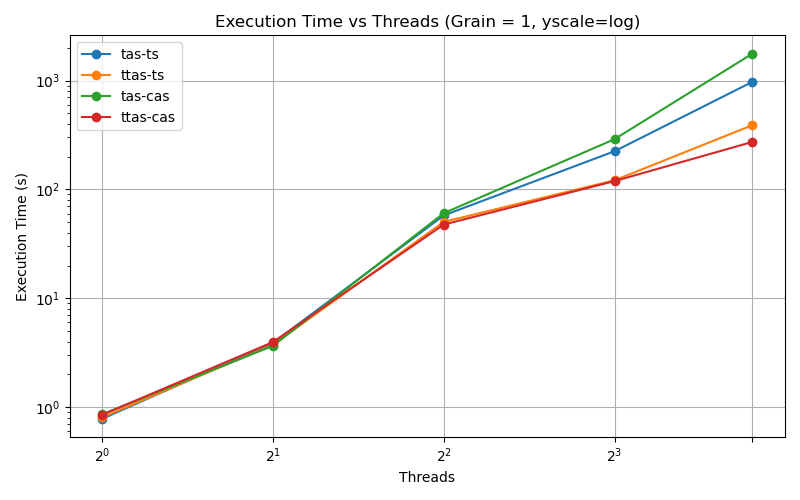 Execution Time vs Threads (Grain = 1, yscale=log)
tas-ts
ttas-ts
tas-cas
ttas-cas
10³
10²
10¹
10⁰
Execution Time (s)
2⁰ 2¹ 2² 2³
Threads